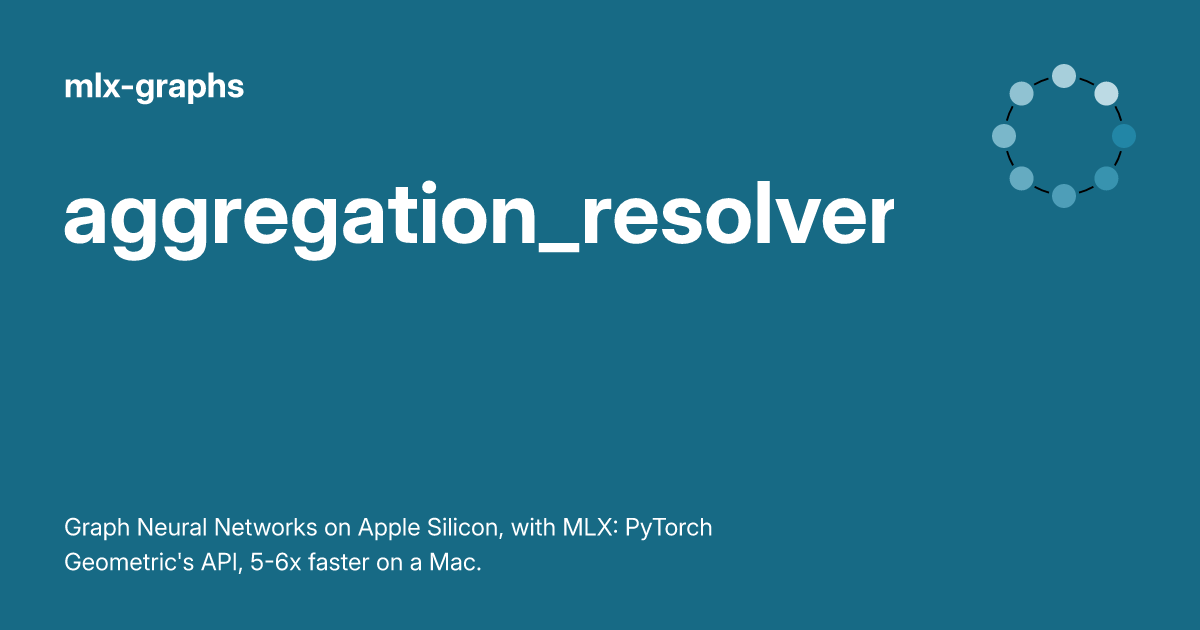 mlx-graphs
aggregation_resolver
Graph Neural Networks on Apple Silicon, with MLX: PyTorch
Geometric's API, 5-6x faster on a Mac.